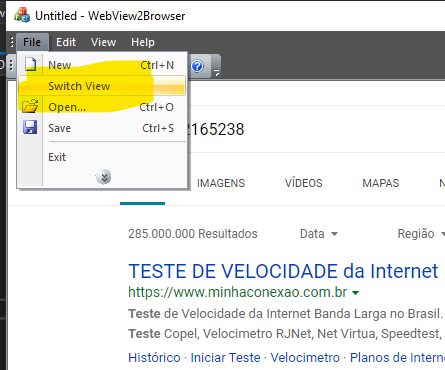 Untitled - WebView2Browser
File Edit View Help
New Ctrl+N
Switch View
Open... Ctrl+O
Save Ctrl+S
Exit
2165238
IMAGENS VÍDEOS MAPAS N
285.000.000 Resultados Data Região
TESTE DE VELOCIDADE da Internet
https://www.minhaconexao.com.br
Teste de Velocidade da Internet Banda Larga no Brasil.
Teste Copel, Velocimetro RJNet, Net Virtua, Speedtest,
Histórico · Iniciar Teste · Velocimetro · Planos de Intern